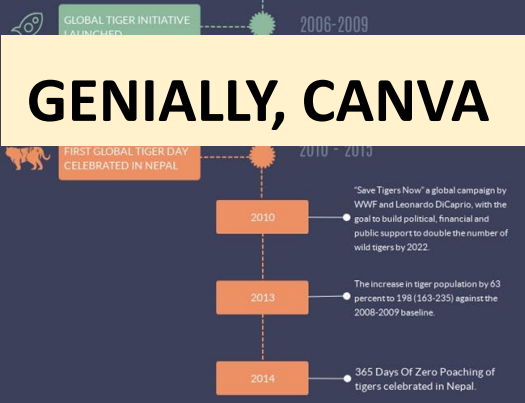 GLOBAL TIGER INITIATIVE
LAUNCHED
2006-2009
GENIALLY, CANVA
FIRST GLOBAL TIGER DAY
CELEBRATED IN NEPAL
2010 - 2015
2010
"Save Tigers Now" a global campaign by
WWF and Leonardo DiCaprio, with the
goal to build political, financial and
public support to double the number of
wild tigers by 2022.
2013
The increase in tiger population by 63
percent to 198 (163-235) against the
2008-2009 baseline.
2014
365 Days Of Zero Poaching of
tigers celebrated in Nepal.